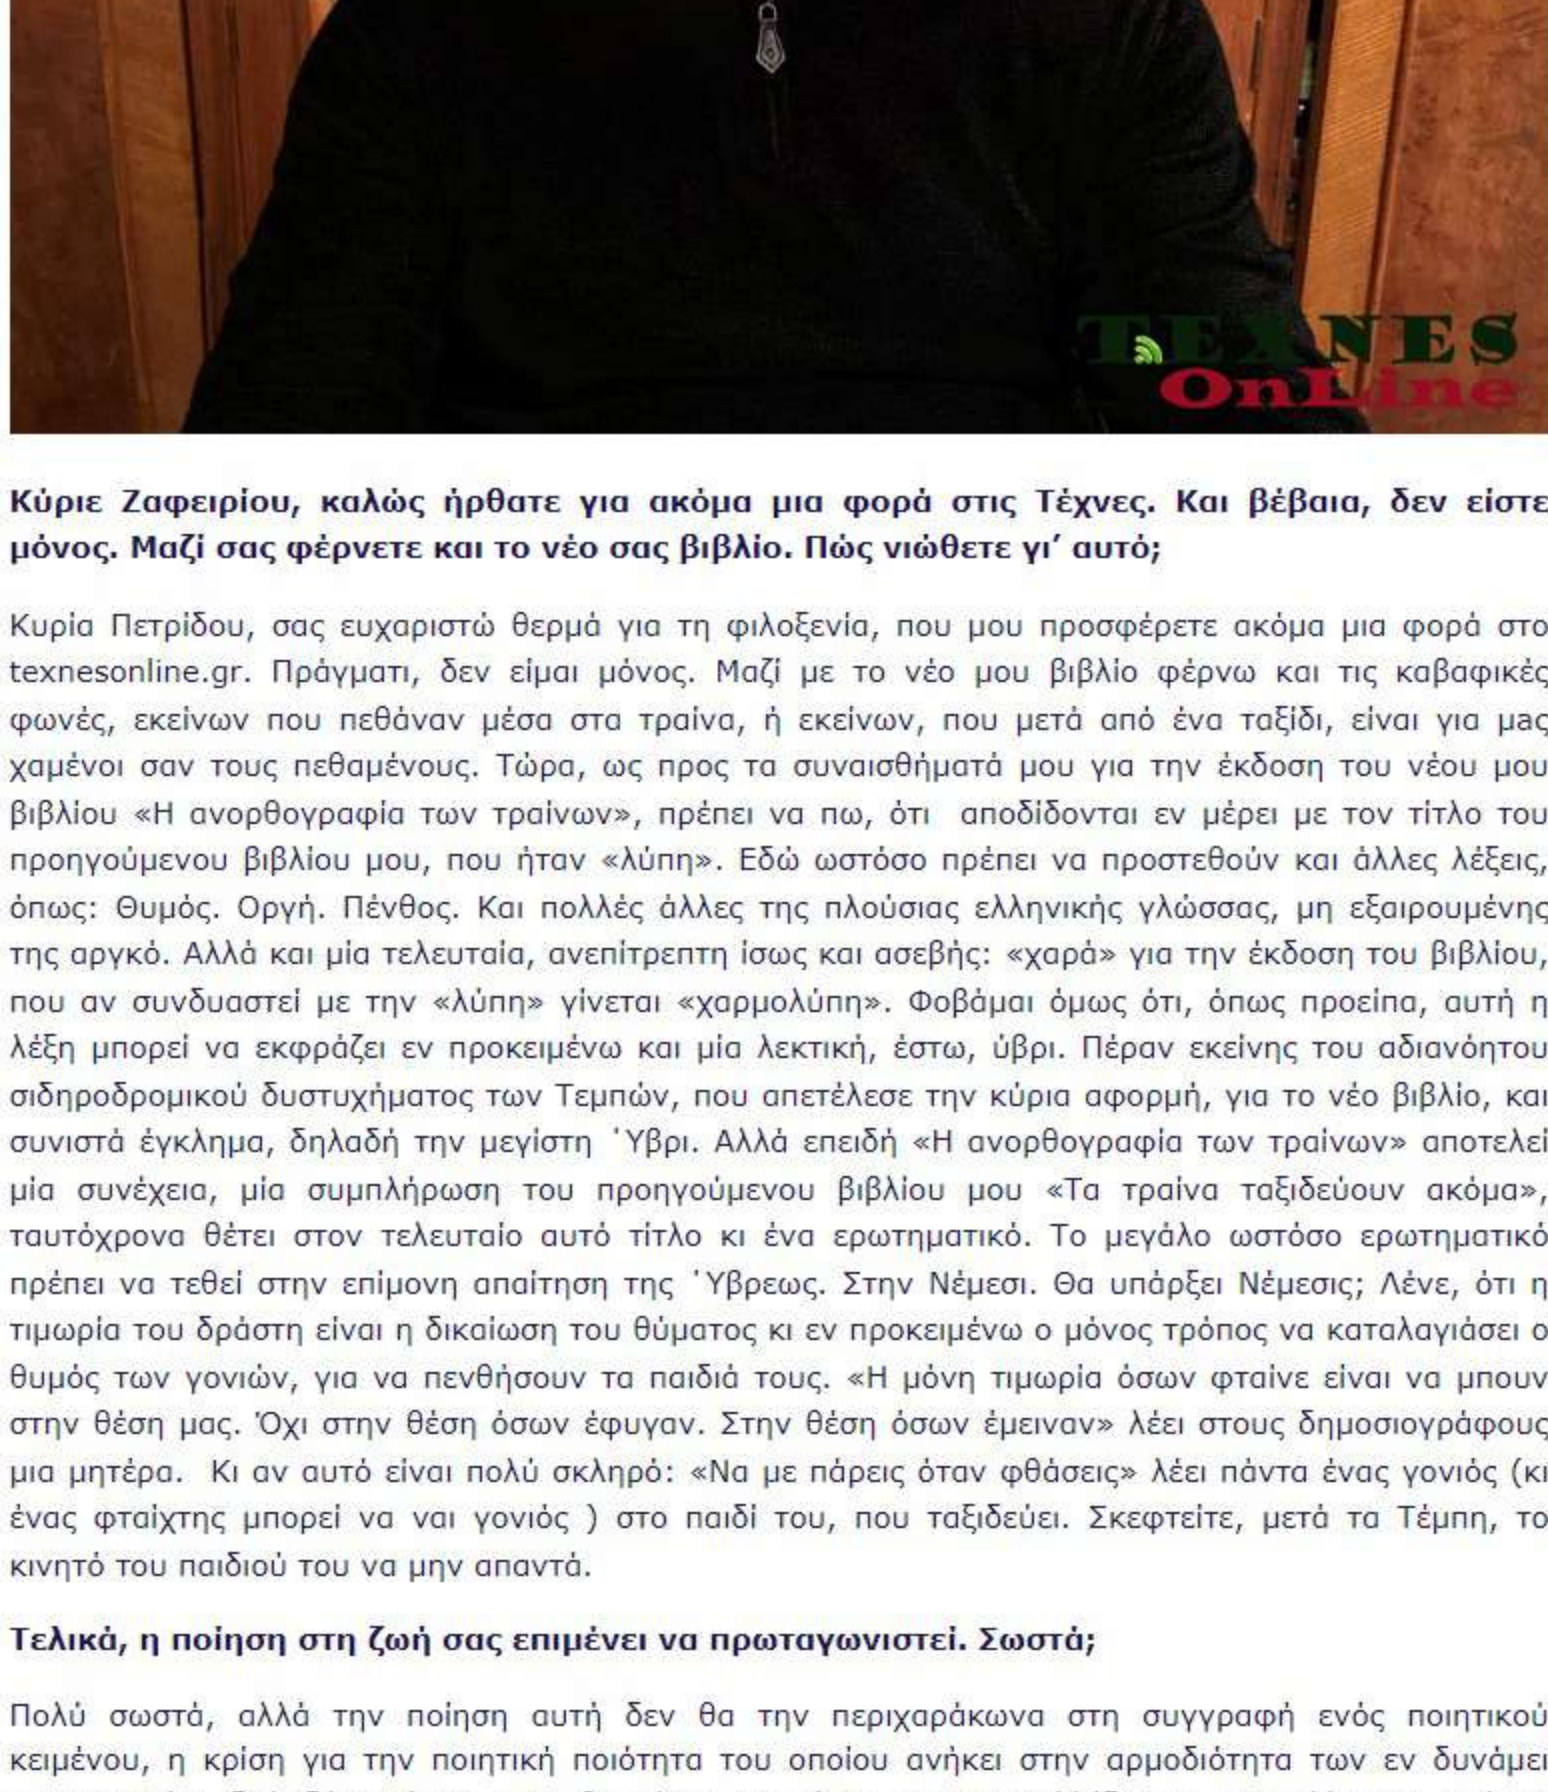 TEXNES
OnLine
Κύριε Ζαφειρίου, καλώς ήρθατε για ακόμα μια φορά στις Τέχνες. Και βέβαια, δεν είστε
μόνος. Μαζί σας φέρνετε και το νέο σας βιβλίο. Πώς νιώθετε γι’ αυτό;
Κυρία Πετρίδου, σας ευχαριστώ θερμά για τη φιλοξενία, που μου προσφέρετε ακόμα μια φορά στο
texnesonline.gr. Πράγματι, δεν είμαι μόνος. Μαζί με το νέο μου βιβλίο φέρνω και τις καβαφικές
φωνές, εκείνων που πεθάναν μέσα στα τραίνα, ή εκείνων, που μετά από ένα ταξίδι, είναι για μας
χαμένοι σαν τους πεθαμένους. Τώρα, ως προς τα συναισθήματά μου για την έκδοση του νέου μου
βιβλίου «Η ανορθογραφία των τραίνων», πρέπει να πω, ότι  αποδίδονται εν μέρει με τον τίτλο του
προηγούμενου βιβλίου μου, που ήταν «λύπη». Εδώ ωστόσο πρέπει να προστεθούν και άλλες λέξεις,
όπως: Θυμός. Οργή. Πένθος. Και πολλές άλλες της πλούσιας ελληνικής γλώσσας, μη εξαιρουμένης
της αργκό. Αλλά και μία τελευταία, ανεπίτρεπτη ίσως και ασεβής: «χαρά» για την έκδοση του βιβλίου,
που αν συνδυαστεί με την «λύπη» γίνεται «χαρμολύπη». Φοβάμαι όμως ότι, όπως προείπα, αυτή η
λέξη μπορεί να εκφράζει εν προκειμένω και μία λεκτική, έστω, ύβρι. Πέραν εκείνης του αδιανόητου
σιδηροδρομικού δυστυχήματος των Τεμπών, που απετέλεσε την κύρια αφορμή, για το νέο βιβλίο, και
συνιστά έγκλημα, δηλαδή την μεγίστη ΄Υβρι. Αλλά επειδή «Η ανορθογραφία των τραίνων» αποτελεί
μία συνέχεια, μία συμπλήρωση του προηγούμενου βιβλίου μου «Τα τραίνα ταξιδεύουν ακόμα»,
ταυτόχρονα θέτει στον τελευταίο αυτό τίτλο κι ένα ερωτηματικό. Το μεγάλο ωστόσο ερωτηματικό
πρέπει να τεθεί στην επίμονη απαίτηση της ΄Υβρεως. Στην Νέμεσι. Θα υπάρξει Νέμεσις; Λένε, ότι η
τιμωρία του δράστη είναι η δικαίωση του θύματος κι εν προκειμένω ο μόνος τρόπος να καταλαγιάσει ο
θυμός των γονιών, για να πενθήσουν τα παιδιά τους. «Η μόνη τιμωρία όσων φταίνε είναι να μπουν
στην θέση μας. Όχι στην θέση όσων έφυγαν. Στην θέση όσων έμειναν» λέει στους δημοσιογράφους
μια μητέρα.  Κι αν αυτό είναι πολύ σκληρό: «Να με πάρεις όταν φθάσεις» λέει πάντα ένας γονιός (κι
ένας φταίχτης μπορεί να ναι γονιός ) στο παιδί του, που ταξιδεύει. Σκεφτείτε, μετά τα Τέμπη, το
κινητό του παιδιού του να μην απαντά.
Τελικά, η ποίηση στη ζωή σας επιμένει να πρωταγωνιστεί. Σωστά;
Πολύ σωστά, αλλά την ποίηση αυτή δεν θα την περιχαράκωνα στη συγγραφή ενός ποιητικού
κειμένου, η κρίση για την ποιητική ποιότητα του οποίου ανήκει στην αρμοδιότητα των εν δυνάμει